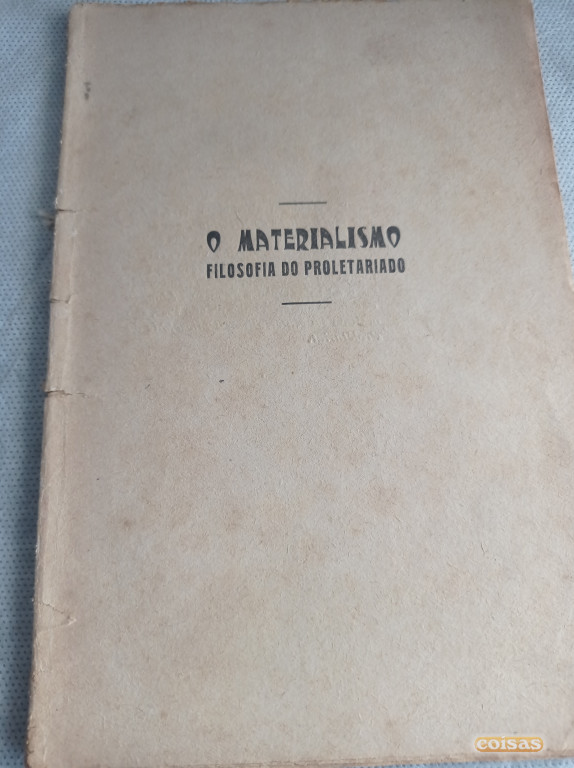 O MATERIALISMO
FILOSOFIA DO PROLETARIADO
coisas